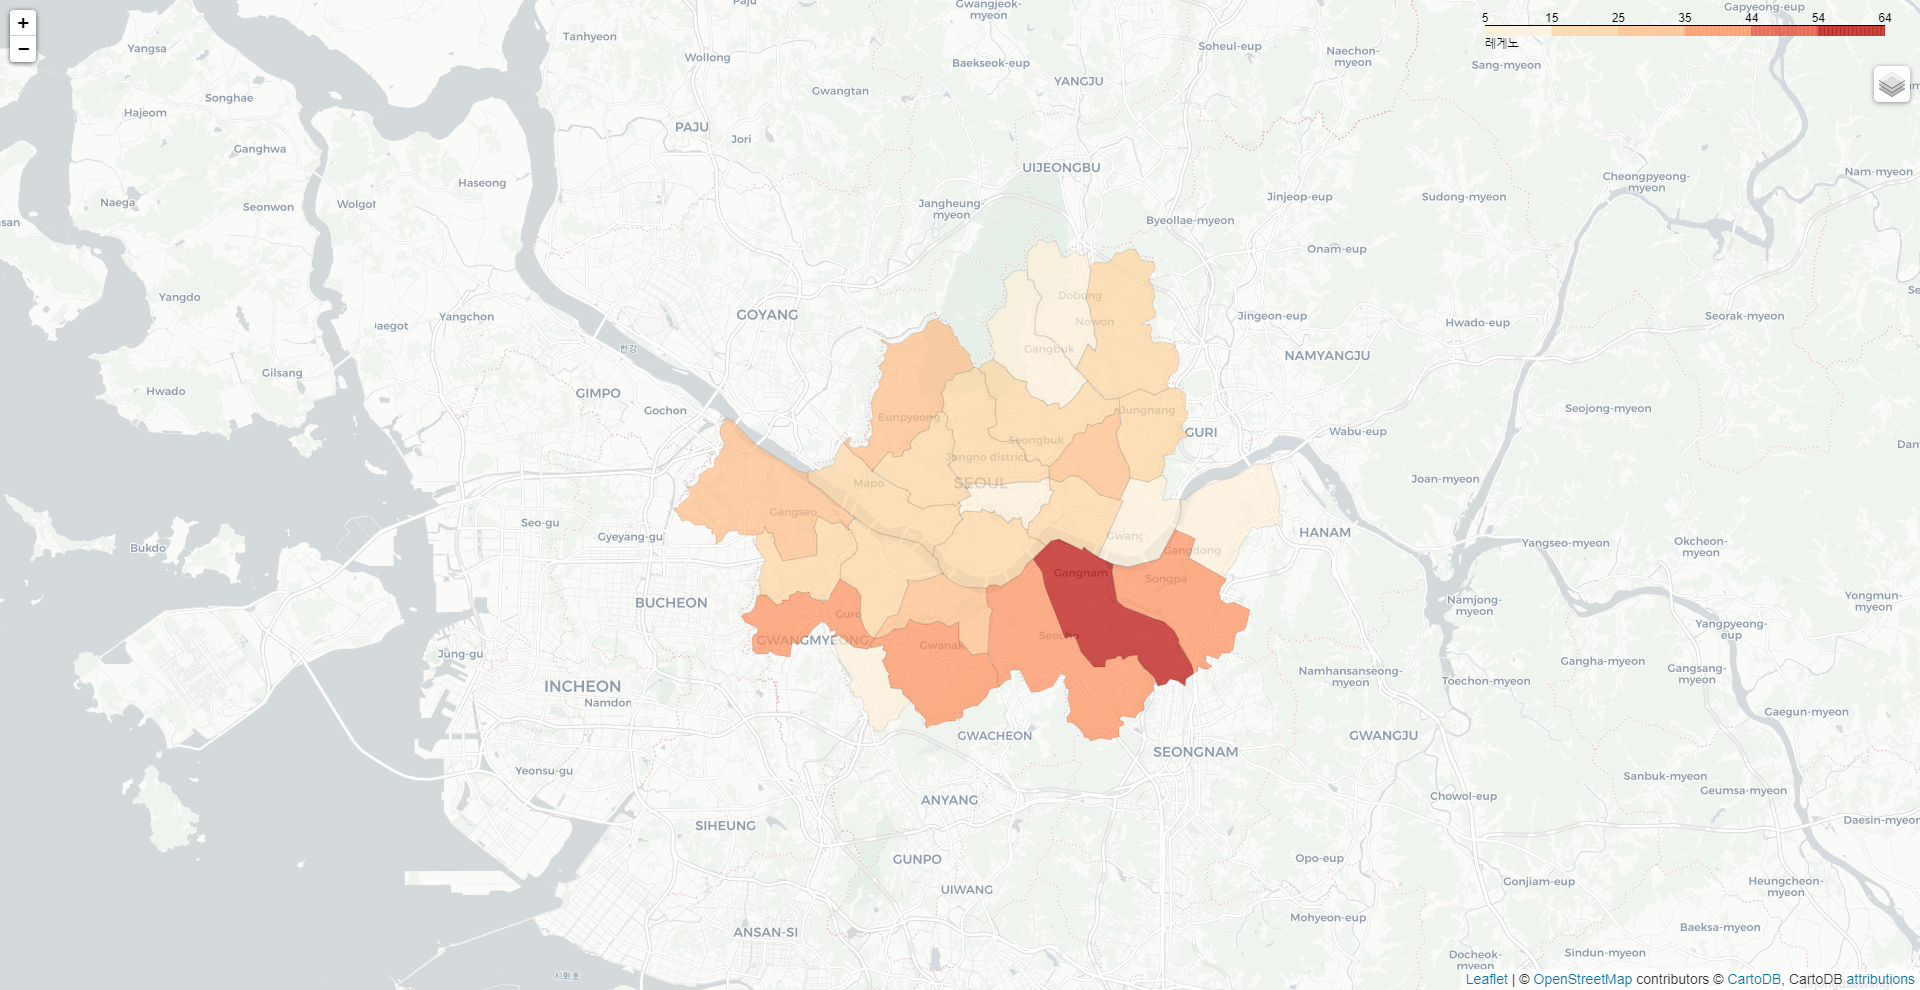 +
−
5 15 25 35 44 54 64
레게노
Paju
Gwangjeok-
myeon
Gapyeong-eup
Tanhyeon
Yangsa
Soheul-eup
Naechon-
myeon
Wollong
Baekseok-eup
Sang-myeon
YANGJU
Gwangtan
Songhae
Hajeom
PAJU
Jori
Ganghwa
UIJEONGBU
Nam-myeon
Haseong
Cheongpyeong-
myeon
Naega
Seonwon
Wolgot
Jangheung-
myeon
Jinjeop-eup
Sudong-myeon
Byeollae-myeon
Onam-eup
Yangdo
Dobong
GOYANG
Yangchon
Jingeon-eup
Seorak-myeon
Hwado-eup
Nowon
한강
Gangbuk
NAMYANGJU
Gilsang
Hwado
GIMPO
Gochon
Eunpyeong
Jungnang
Seojong-myeon
GURI
Wabu-eup
Seongbuk
Jongno district
Mapo
SEOUL
Joan-myeon
Gangseo
Seo-gu
Gyeyang-gu
Gwang
HANAM
Bukdo
Gangdong
Yangseo-myeon
Okcheon-
myeon
Gangnam
Songpa
BUCHEON
Guro
Namjong-
myeon
Yongmun-
myeon
Yangpyeong-
eup
GWANGMYEONG
Gwanak
Seocho
Jung-gu
Gangha-myeon
Gangsang-
myeon
Namhansanseong-
myeon
Toechon-myeon
INCHEON
Namdon
Gaegun-myeon
GWACHEON
GWANGJU
SEONGNAM
Yeonsu-gu
Sanbuk-myeon
Geumsa-myeon
Chowol-eup
ANYANG
SIHEUNG
Daesin-myeon
GUNPO
Opo-eup
UIWANG
Gonjiam-eup
Heungcheon-
myeon
Mohyeon-eup
Baeksa-myeon
ANSAN-SI
Docheok-
myeon
Sindun-myeon
시화호
Leaflet | © OpenStreetMap contributors © CartoDB, CartoDB attributions